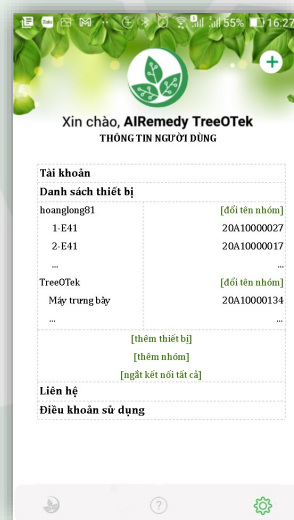 55% 16:27
Xin chào, AIRemedy TreeOTek
THÔNG TIN NGƯỜI DÙNG
Tài khoản
Danh sách thiết bị
hoanglong81 [đổi tên nhóm]
1-E41 20A10000027
2-E41 20A10000017
... ...
TreeOTek [đổi tên nhóm]
Máy trưng bày 20A10000134
... ...
[thêm thiết bị]
[thêm nhóm]
[ngắt kết nối tất cả]
Liên hệ
Điều khoản sử dụng